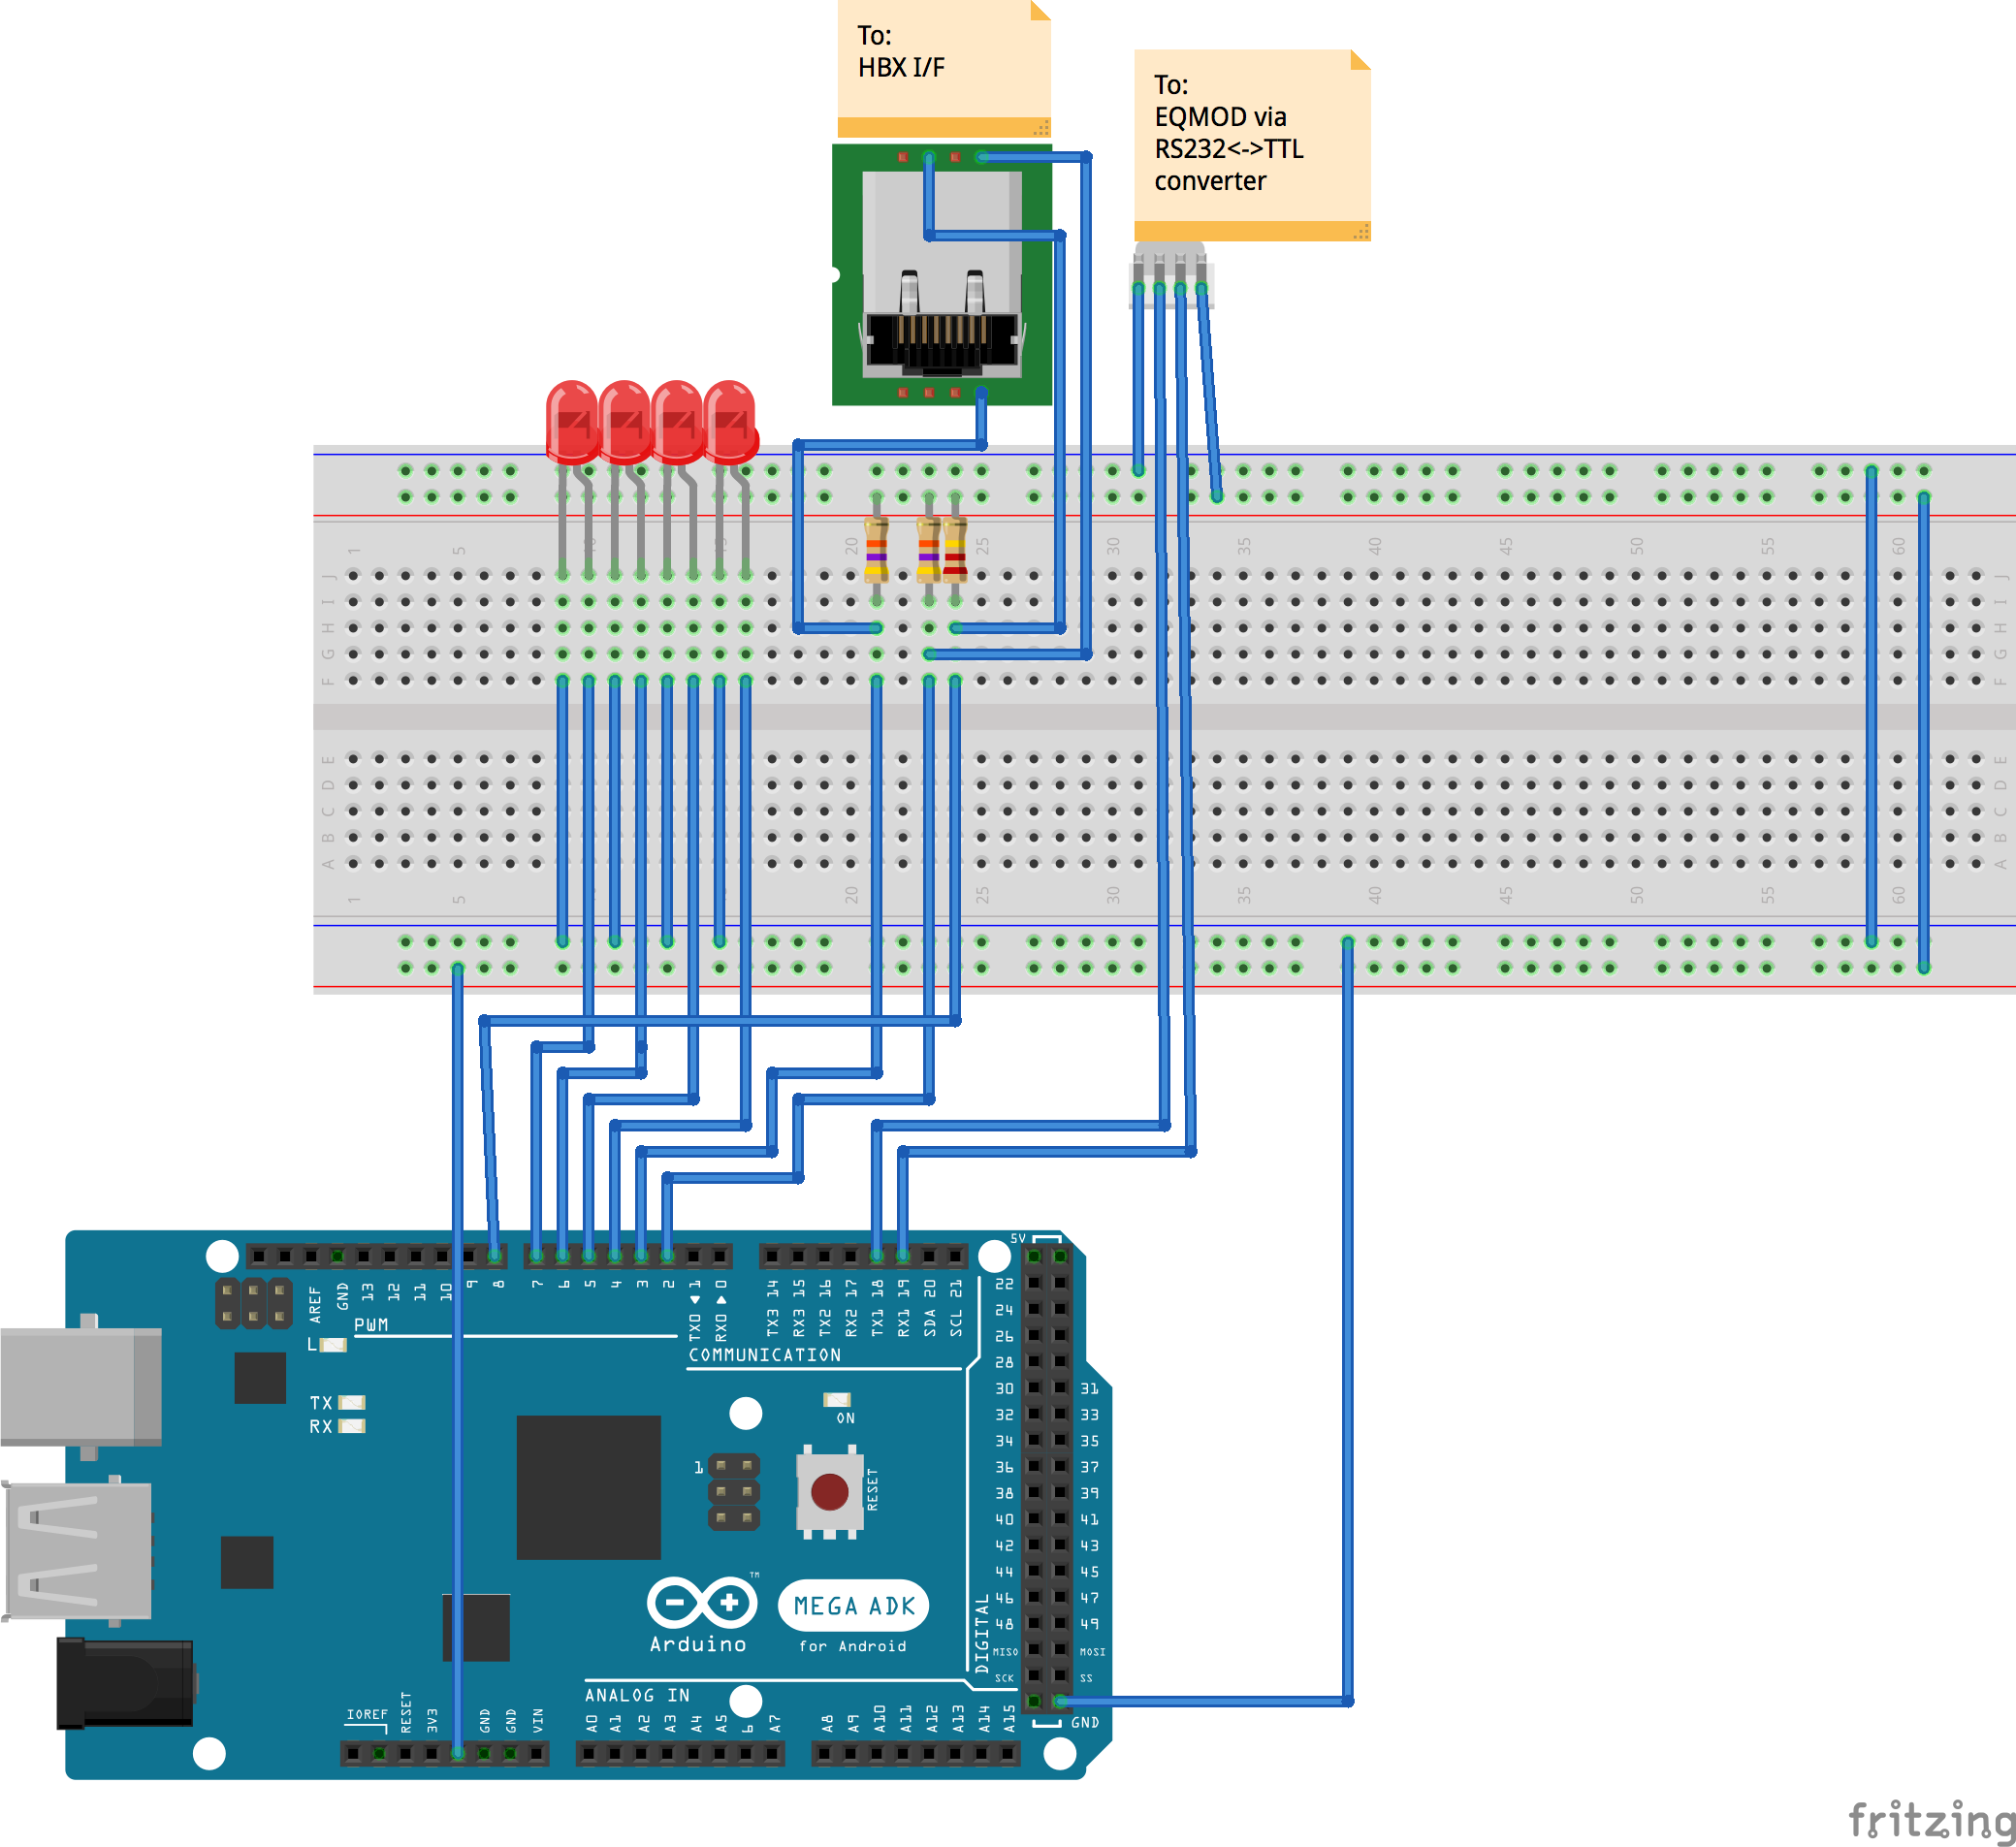 To:
HBX I/F
To:
EQMOD via
RS232<->TTL
converter
1 5 10 15 20 25 30 35 40 45 50 55 60
J J
I I
H H
G G
F F
E E
D D
C C
B B
A A
1 5 20 25 30 35 40 45 50 55 60
AREF GND 13 12 11 10 9 8 7 6 5 4 3 2 TX0 1 RX0 0 TX3 14 RX3 15 TX2 16 RX2 17 TX1 18 RX1 19 SDA 20 SCL 21
PWM
COMMUNICATION
L
TX
RX
ON
1
RESET
5V
22
24
26
28
30 31
32 33
34 35
36 37
38 39
40 41
42 43
44 45
46 47
48 49
MISO MOSI
SCK SS
GND
DIGITAL
TM
MEGA ADK
Arduino
for Android
ANALOG IN
IOREF RESET 3V3 GND GND VIN
A0 A1 A2 A3 A4 A5 6 A7 A8 A9 A10 A11 A12 A13 A14 A15
fritzing